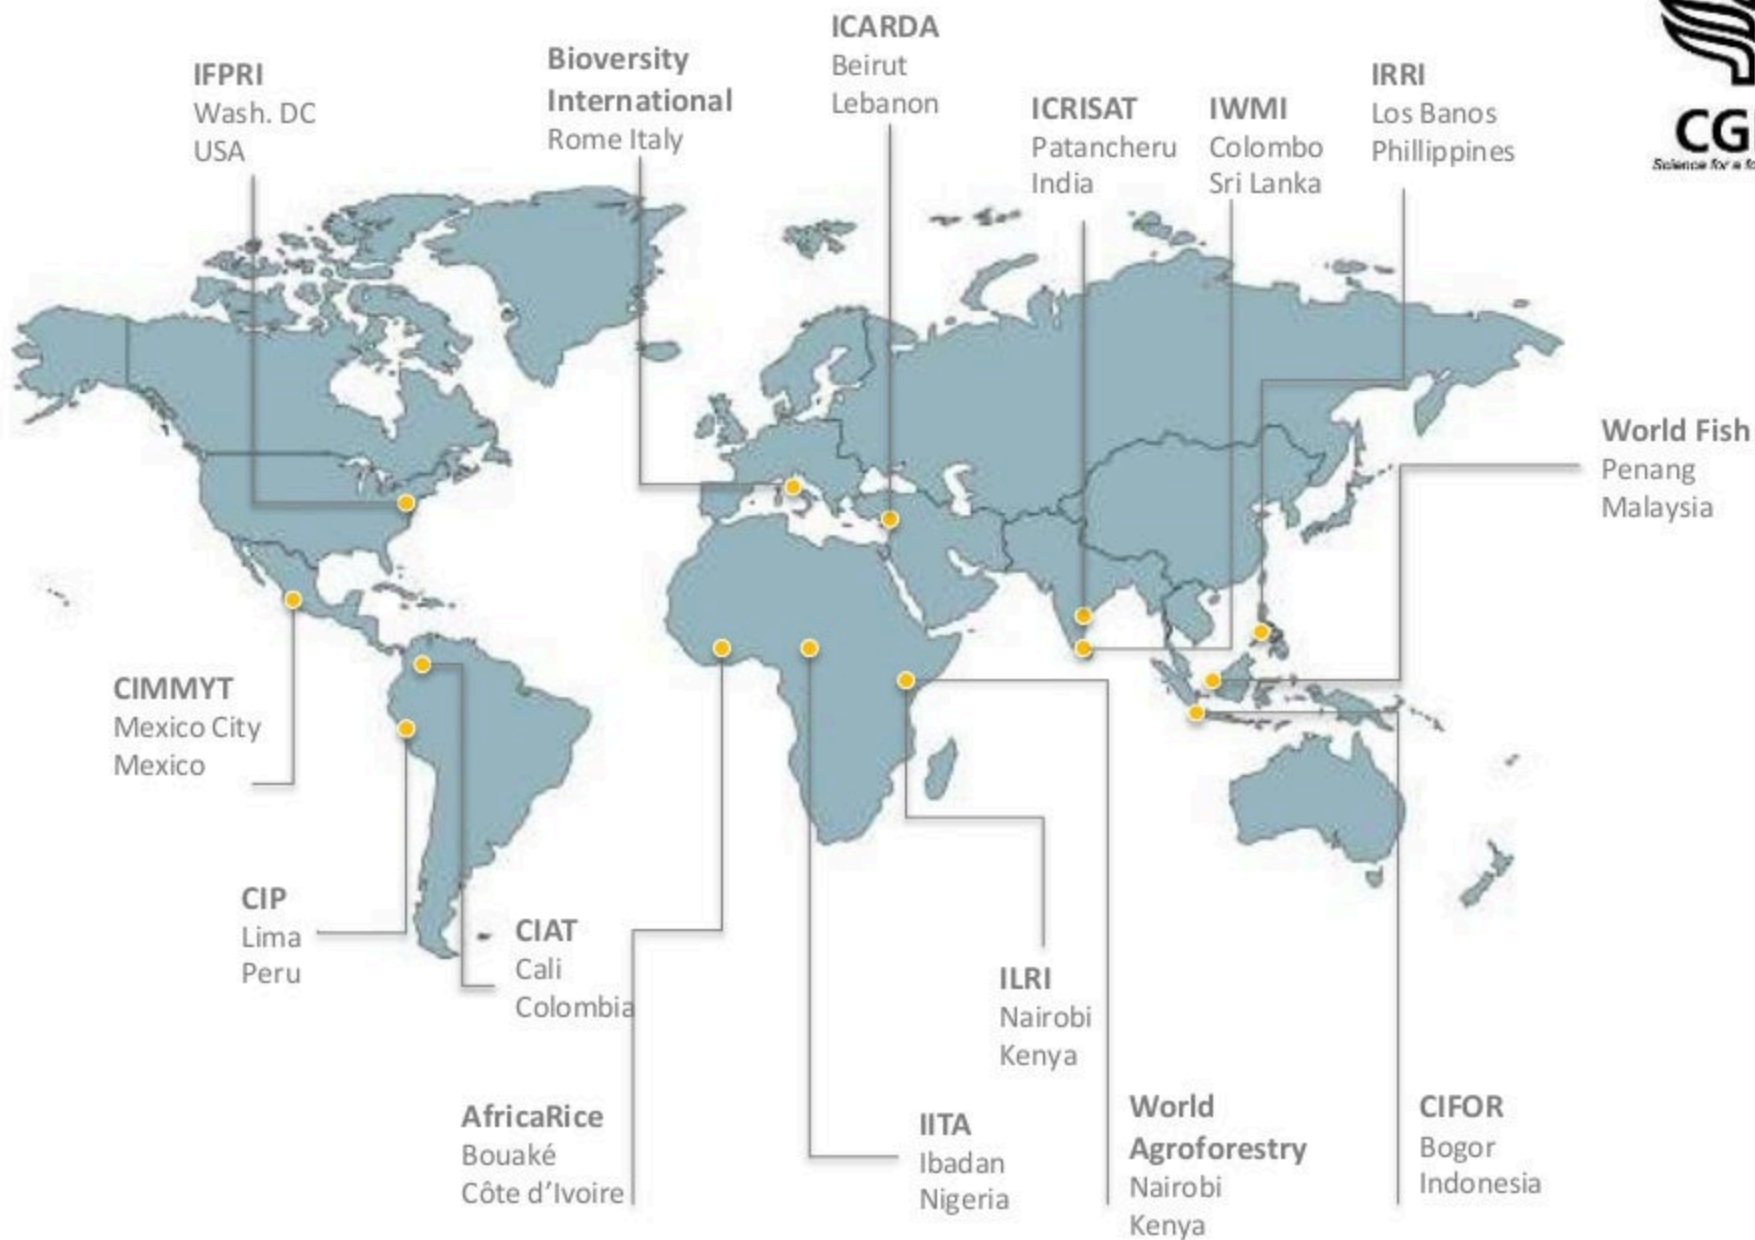 ICARDA
Beirut
Lebanon
Bioversity
International
Rome Italy
IFPRI
Wash. DC
USA
ICRISAT
Patancheru
India
IWMI
Colombo
Sri Lanka
IRRI
Los Banos
Phillippines
World Fish
Penang
Malaysia
CIMMYT
Mexico City
Mexico
CIP
Lima
Peru
CIAT
Cali
Colombia
ILRI
Nairobi
Kenya
AfricaRice
Bouaké
Côte d’Ivoire
IITA
Ibadan
Nigeria
World
Agroforestry
Nairobi
Kenya
CIFOR
Bogor
Indonesia
Science for a